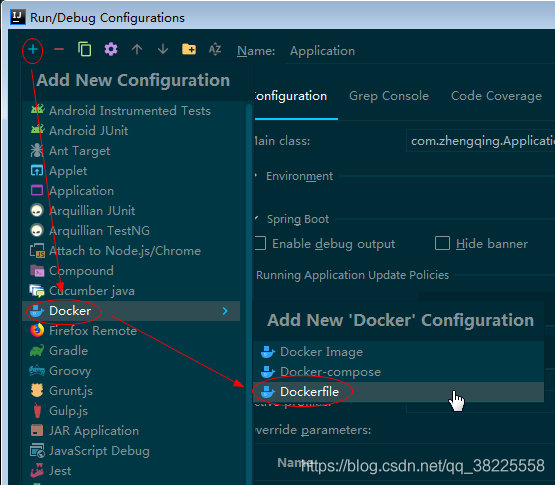 Run/Debug Configurations
Name: Application
Add New Configuration
Android Instrumented Tests
Android JUnit
Ant Target
Applet
Application
Arquillian JUnit
Arquillian TestNG
Attach to Node.js/Chrome
Compound
Cucumber java
Docker
Firefox Remote
Gradle
Groovy
Grunt.js
Gulp.js
JAR Application
JavaScript Debug
Jest
onfiguration Grep Console Code Coverage
Main class: com.zhengqing.Applicatio
Environment
Spring Boot
Enable debug output Hide banner
Running Application Update Policies
Add New 'Docker' Configuration
Docker Image
Docker-compose
Dockerfile
verride parameters:
Name
https://blog.csdn.net/qq_38225558